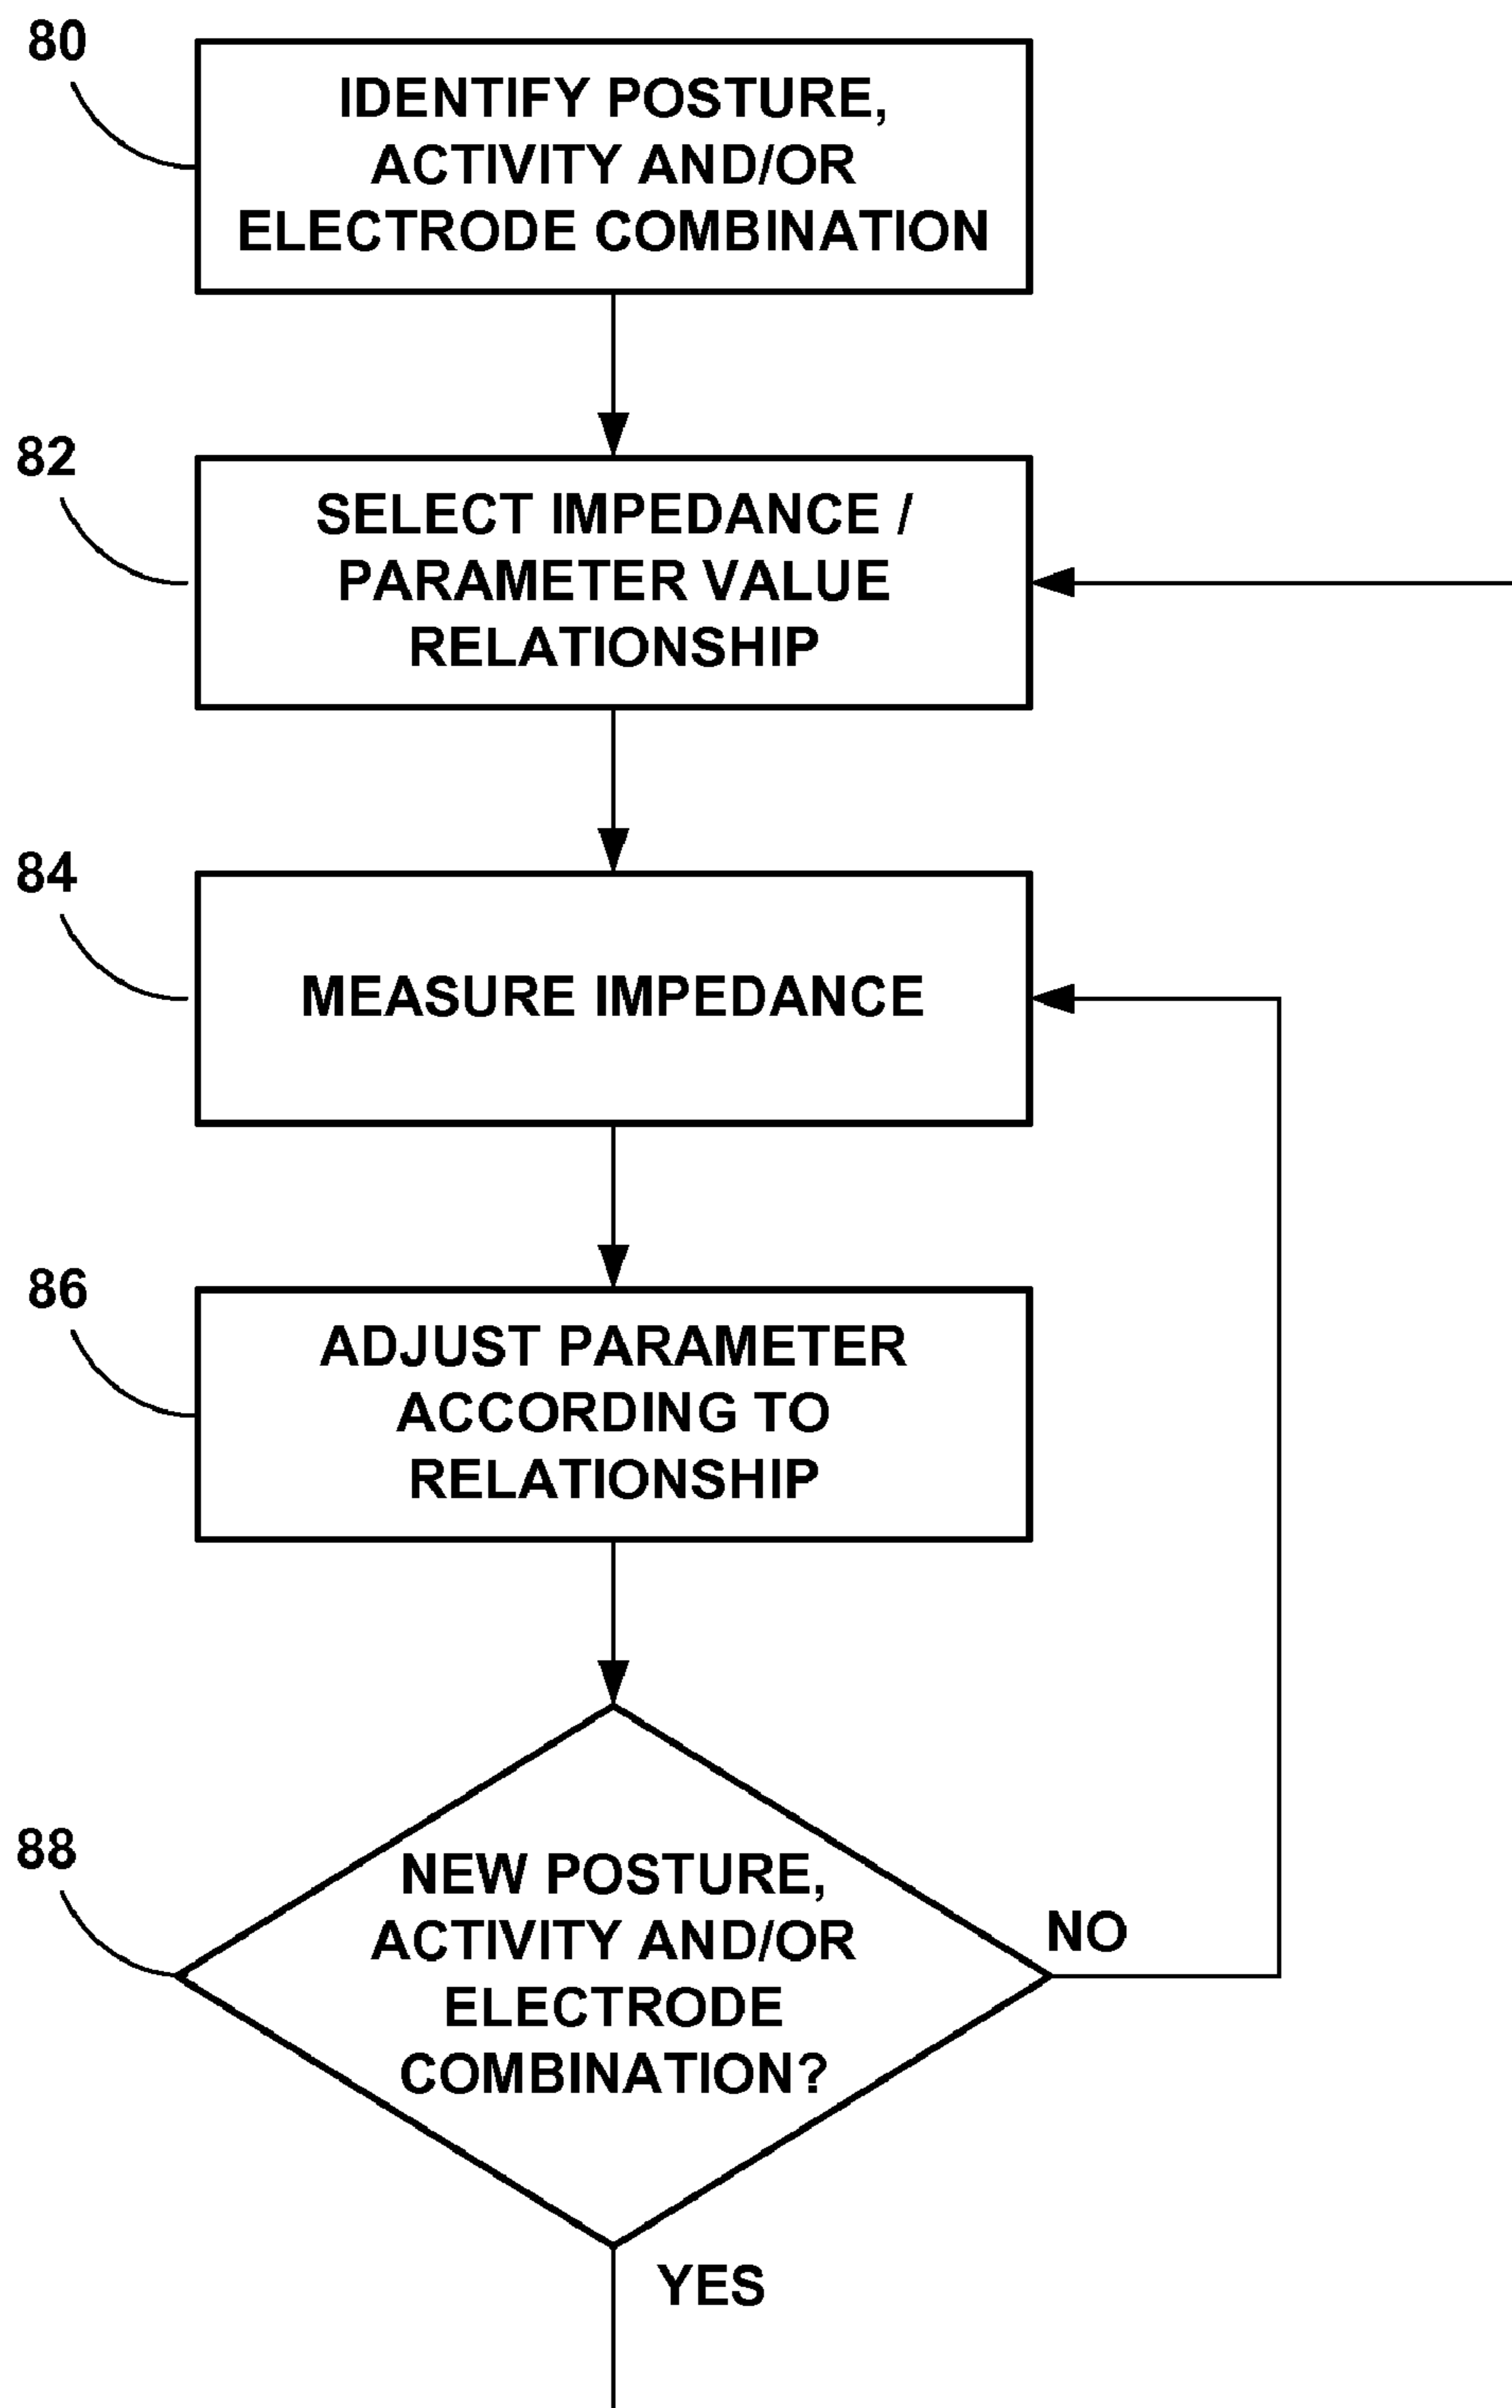 80
IDENTIFY POSTURE,
ACTIVITY AND/OR
ELECTRODE COMBINATION
82
SELECT IMPEDANCE /
PARAMETER VALUE
RELATIONSHIP
84
MEASURE IMPEDANCE
86
ADJUST PARAMETER
ACCORDING TO
RELATIONSHIP
88
NEW POSTURE,
ACTIVITY AND/OR
ELECTRODE
COMBINATION?
NO
YES